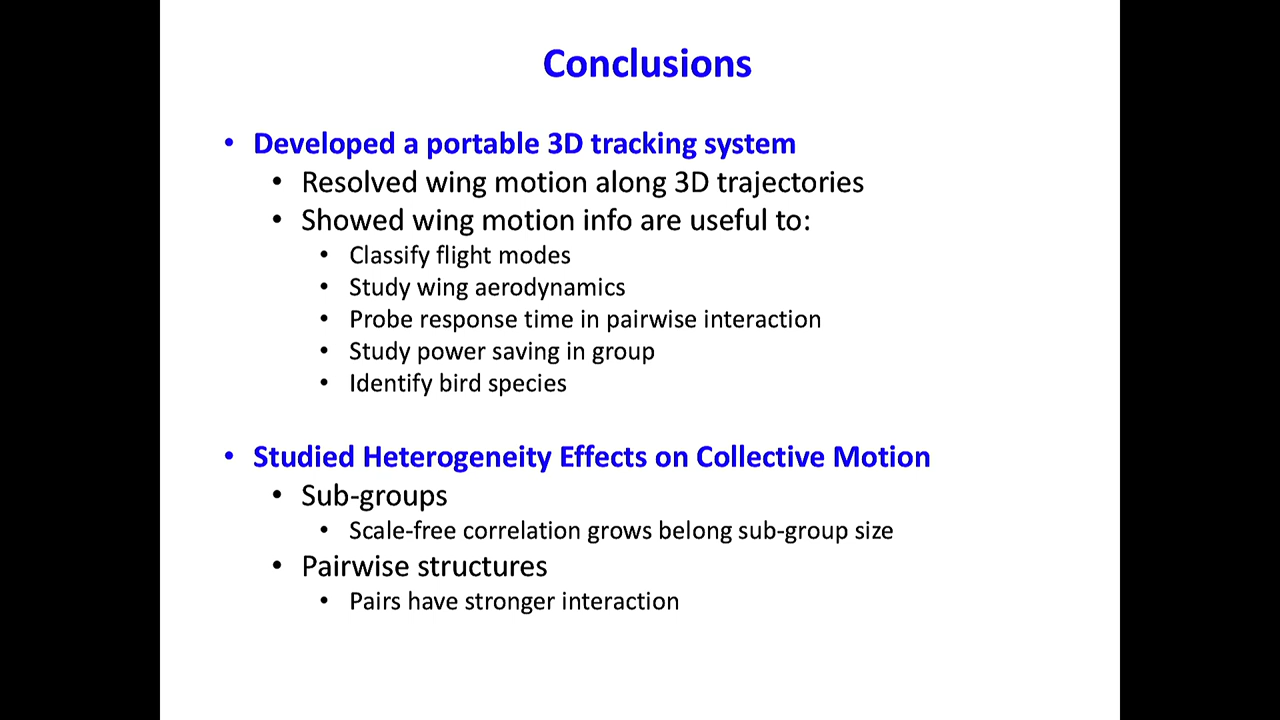 Conclusions
• Developed a portable 3D tracking system
• Resolved wing motion along 3D trajectories
• Showed wing motion info are useful to:
• Classify flight modes
• Study wing aerodynamics
• Probe response time in pairwise interaction
• Study power saving in group
• Identify bird species
• Studied Heterogeneity Effects on Collective Motion
• Sub-groups
• Scale-free correlation grows belong sub-group size
• Pairwise structures
• Pairs have stronger interaction